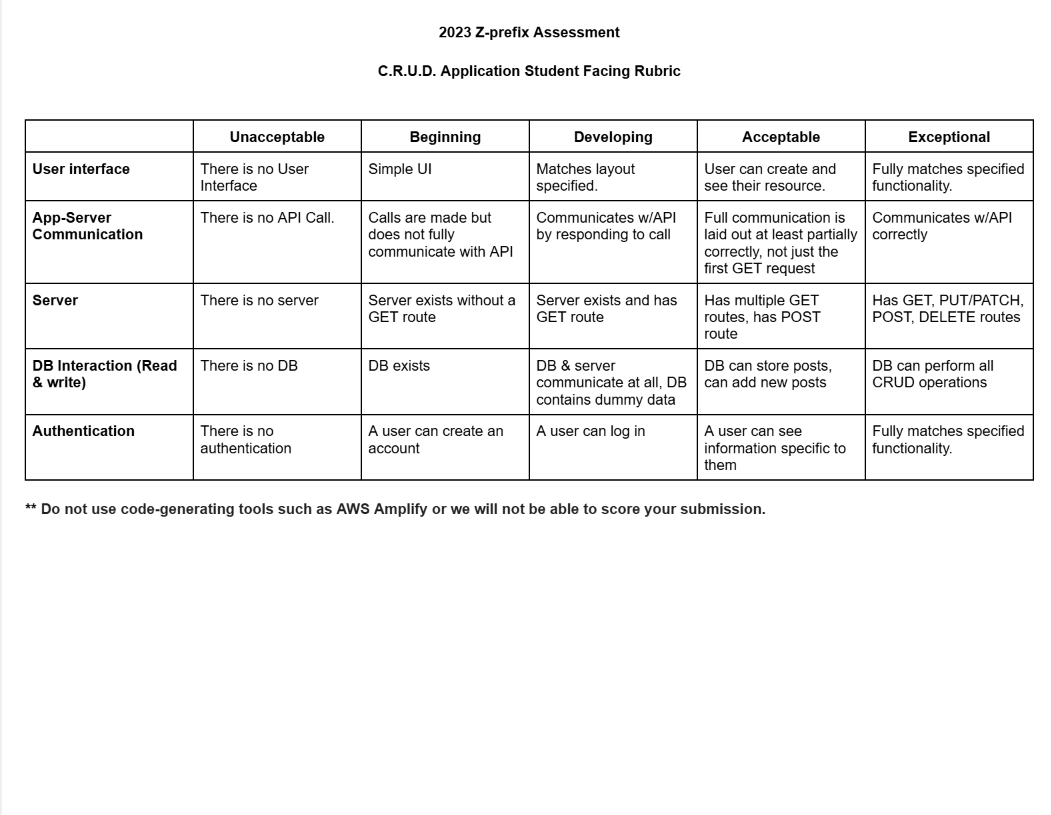 2023 Z-prefix Assessment
C.R.U.D. Application Student Facing Rubric
Unacceptable Beginning Developing Acceptable Exceptional
User interface
There is no User
Interface
Simple UI
Matches layout
specified.
User can create and
see their resource.
Fully matches specified
functionality.
App-Server
Communication
There is no API Call.
Calls are made but
does not fully
communicate with API
Communicates w/API
by responding to call
Full communication is
laid out at least partially
correctly, not just the
first GET request
Communicates w/API
correctly
Server
There is no server
Server exists without a
GET route
Server exists and has
GET route
Has multiple GET
routes, has POST
route
Has GET, PUT/PATCH,
POST, DELETE routes
DB Interaction (Read
& write)
There is no DB
DB exists
DB & server
communicate at all, DB
contains dummy data
DB can store posts,
can add new posts
DB can perform all
CRUD operations
Authentication
There is no
authentication
A user can create an
account
A user can log in
A user can see
information specific to
them
Fully matches specified
functionality.
** Do not use code-generating tools such as AWS Amplify or we will not be able to score your submission.